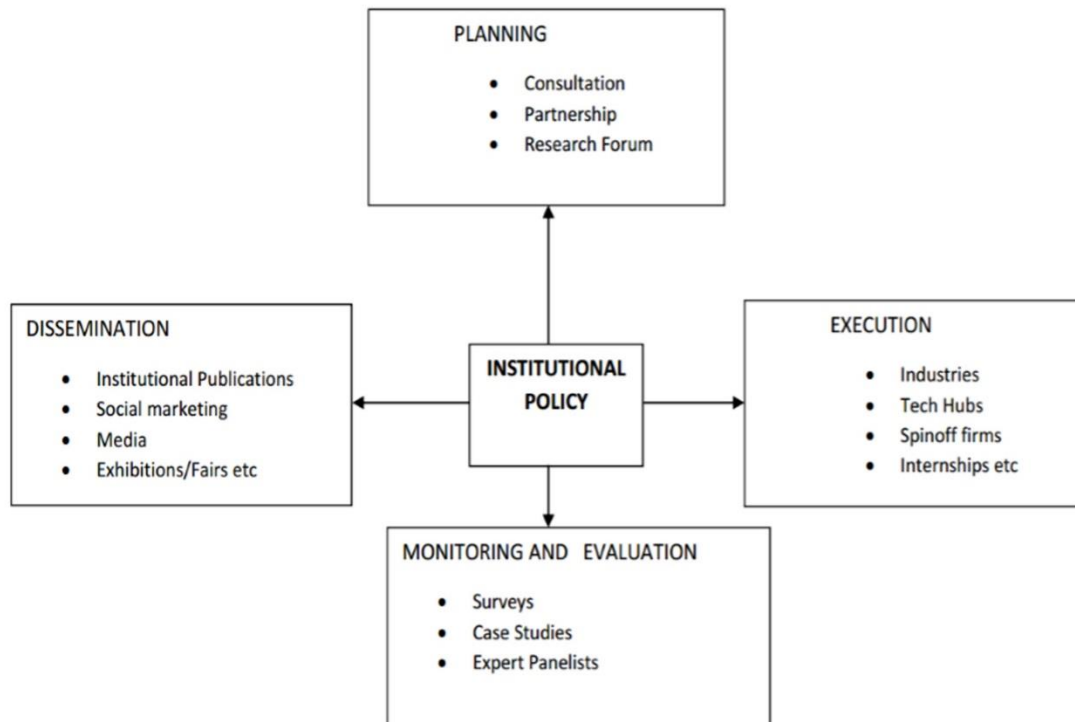 PLANNING
• Consultation
• Partnership
• Research Forum
DISSEMINATION
• Institutional Publications
• Social marketing
• Media
• Exhibitions/Fairs etc
INSTITUTIONAL
POLICY
EXECUTION
• Industries
• Tech Hubs
• Spinoff firms
• Internships etc
MONITORING AND EVALUATION
• Surveys
• Case Studies
• Expert Panelists